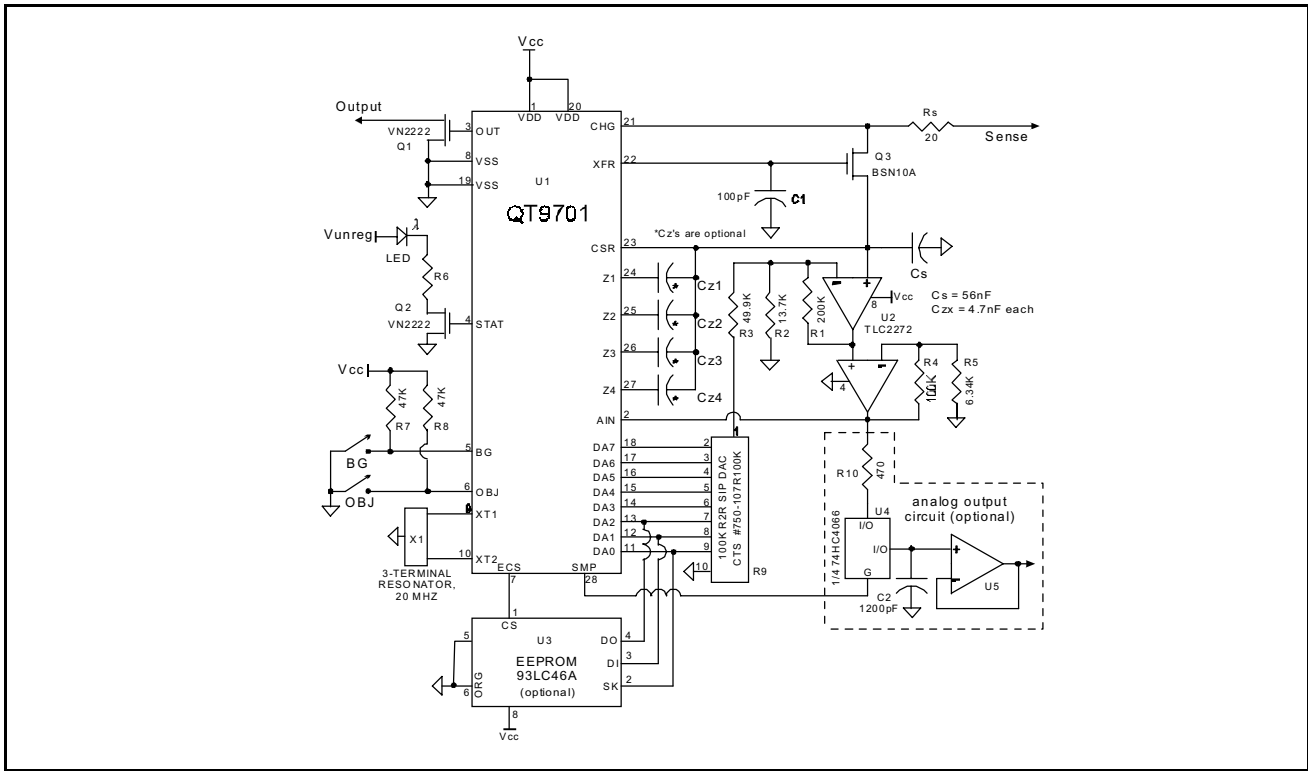 Vcc
1
VDD
20
VDD
Output
VN2222
Q1
3
OUT
8
VSS
19
VSS
U1
QT9701
CHG
21
XFR
22
Rs
20
Sense
Q3
BSN10A
100pF
C1
Vunreg
LED
R6
Q2
VN2222
4
STAT
*Cz's are optional
CSR
23
Cs
Z1
24
*
Cz1
Z2
25
*
Cz2
Z3
26
*
Cz3
Z4
27
*
Cz4
AIN
2
49.9K
R3
13.7K
R2
200K
R1
-
+
8
Vcc
U2
TLC2272
Cs = 56nF
Czx = 4.7nF each
+
-
4
R4
100K
R5
6.34K
Vcc
47K
R7
47K
R8
BG
5
BG
OBJ
6
OBJ
XT1
X1
10
XT2
3-TERMINAL
RESONATOR,
20 MHZ
DA7
18
2
DA6
17
3
DA5
16
4
DA4
15
5
DA3
14
6
DA2
13
7
DA1
12
8
DA0
11
9
10
1
100K R2R SIP DAC
CTS #750-107R100K
R9
ECS
7
SMP
28
R10
470
analog output
circuit (optional)
U4
I/O
I/O
G
1/4 74HC4066
+
-
U5
C2
1200pF
1
CS
U3
EEPROM
93LC46A
(optional)
5
6
ORG
DO
4
DI
3
SK
2
8
Vcc